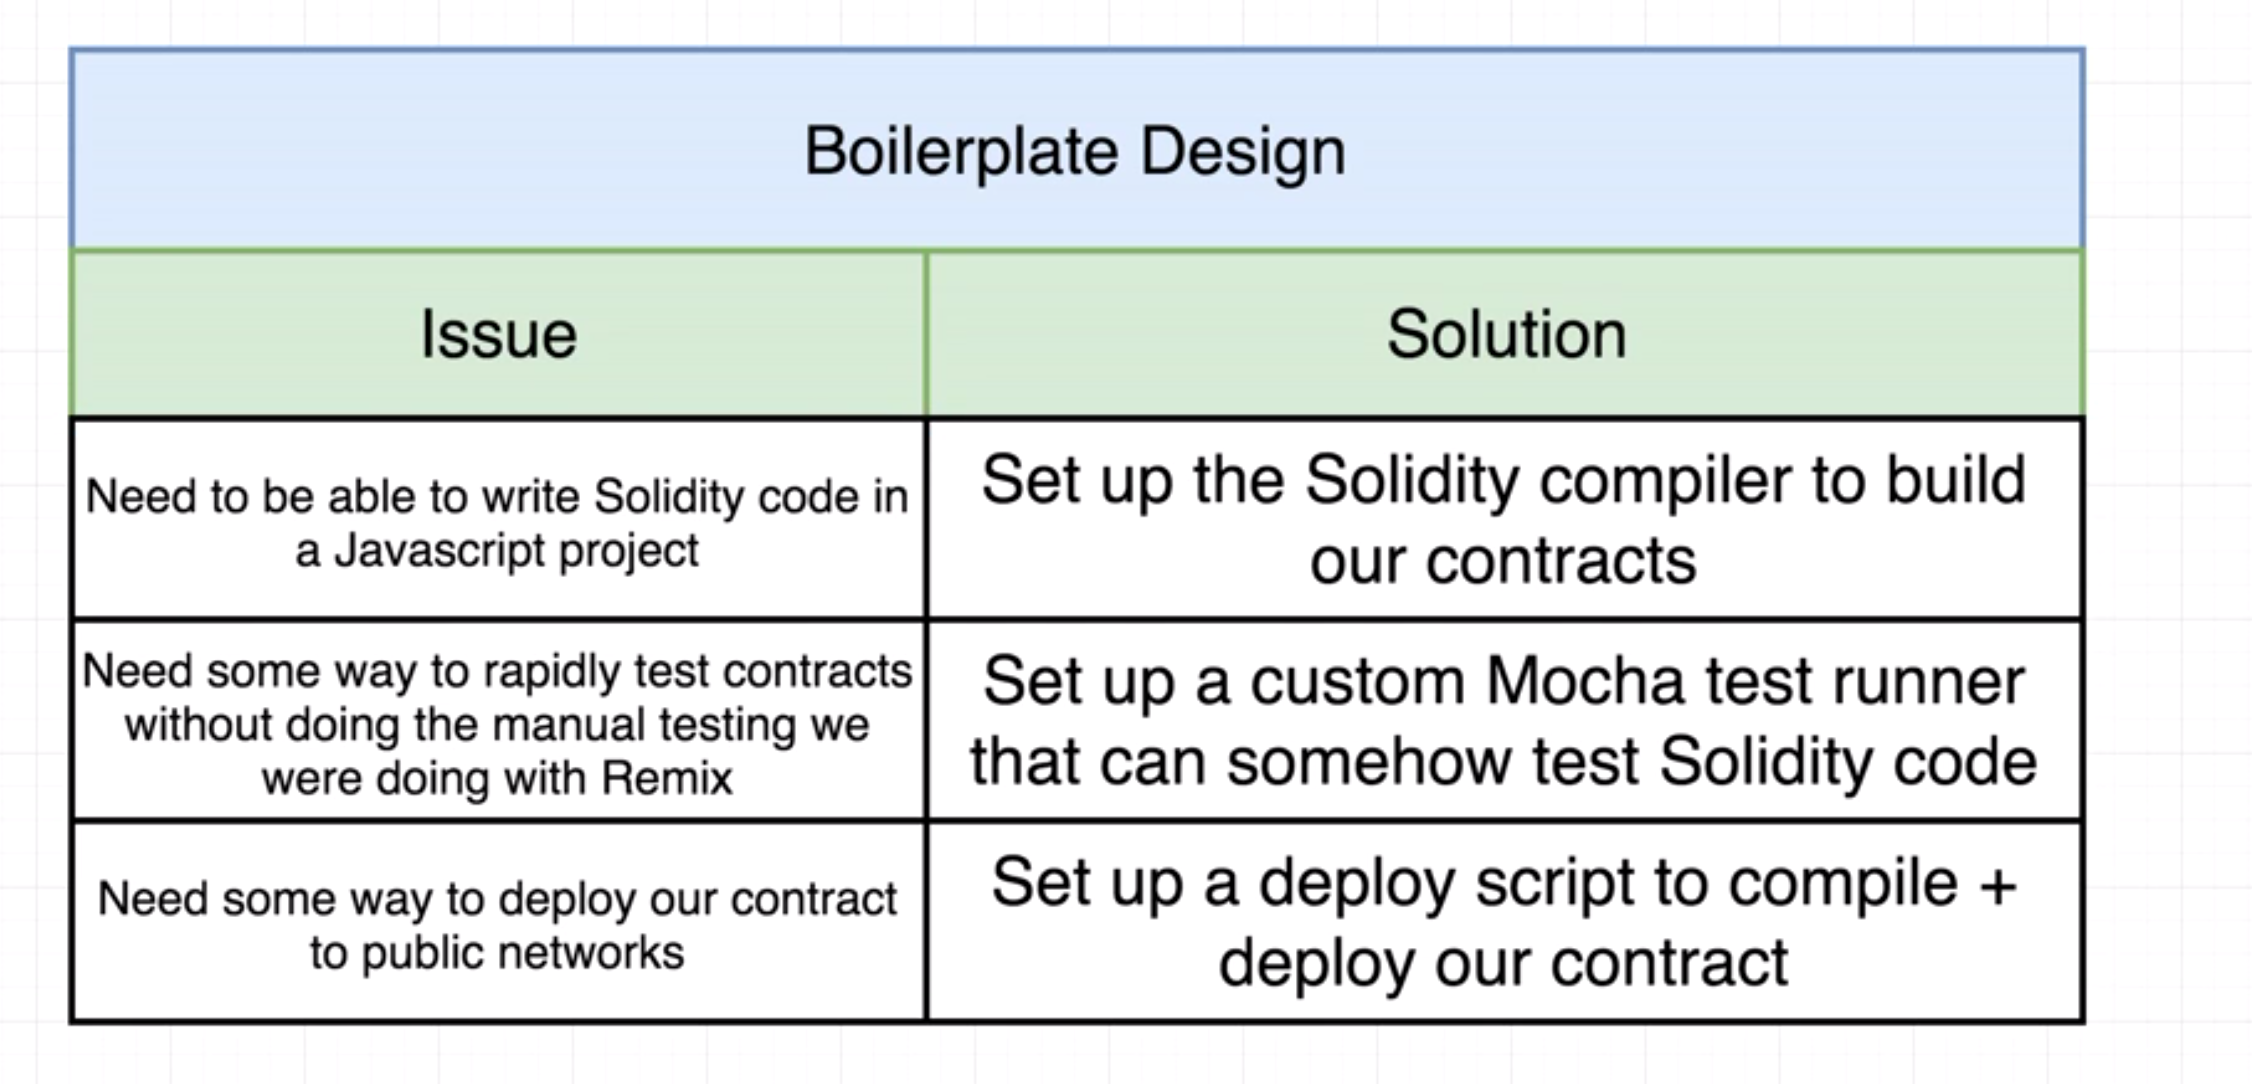 Boilerplate Design
Issue
Solution
Need to be able to write Solidity code in
a Javascript project
Set up the Solidity compiler to build
our contracts
Need some way to rapidly test contracts
without doing the manual testing we
were doing with Remix
Set up a custom Mocha test runner
that can somehow test Solidity code
Need some way to deploy our contract
to public networks
Set up a deploy script to compile +
deploy our contract